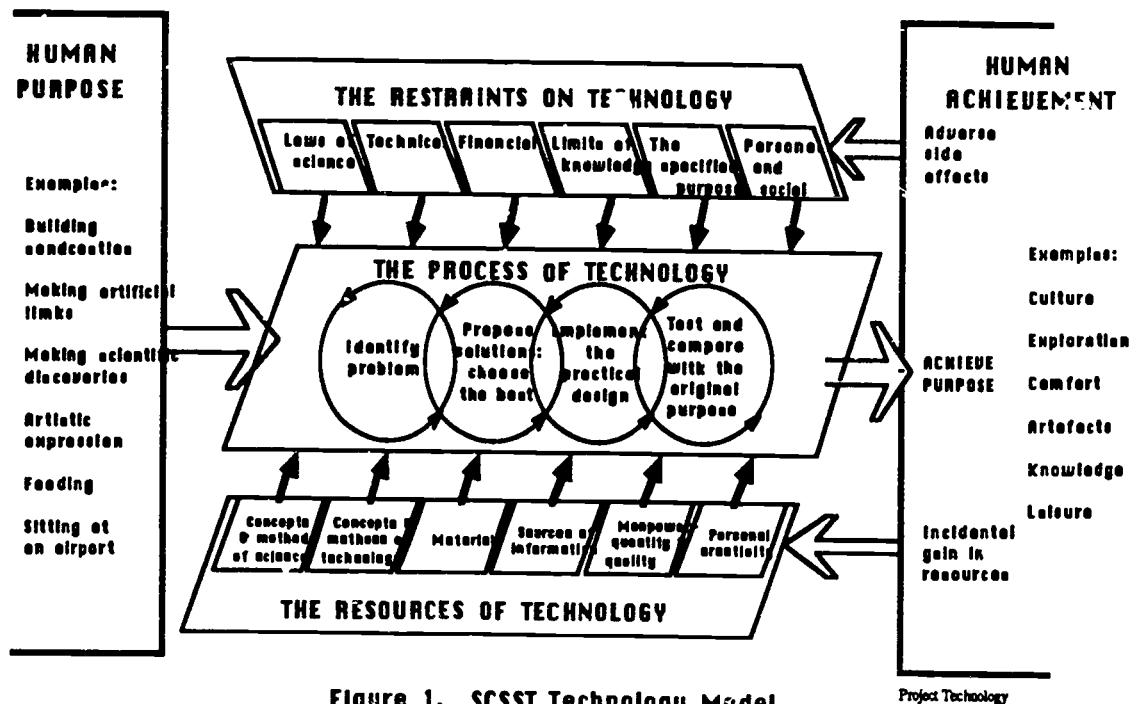 HUMAN
PURPOSE
Examples:
Building
Making artificial
limks
Making scientific
discoveries
Artistic
expression
Feeding
Sitting at
an airport
THE RESTRAINTS ON TECHNOLOGY
Laws of
science
Technical
Financial
Limits of
knowledge
The
specified
purpose
Personal
and
social
THE PROCESS OF TECHNOLOGY
Identify
problem
Propose
solutions:
choose
the best
Implement
the
practical
design
Test and
compare
with the
original
purpose
Concepts
& method
of science
Concepts
methods of
technology
Material
Sources of
information
Manpower
quantity
quality
Personal
creativity
THE RESOURCES OF TECHNOLOGY
HUMAN
ACHIEVEMENT
Adverse
side
effects
Examples:
Culture
Exploration
Comfort
Artefacts
Knowledge
Leisure
ACHIEVE
PURPOSE
Incidental
gain in
resources
Figure 1. SCSST Technology Model
Project Technology